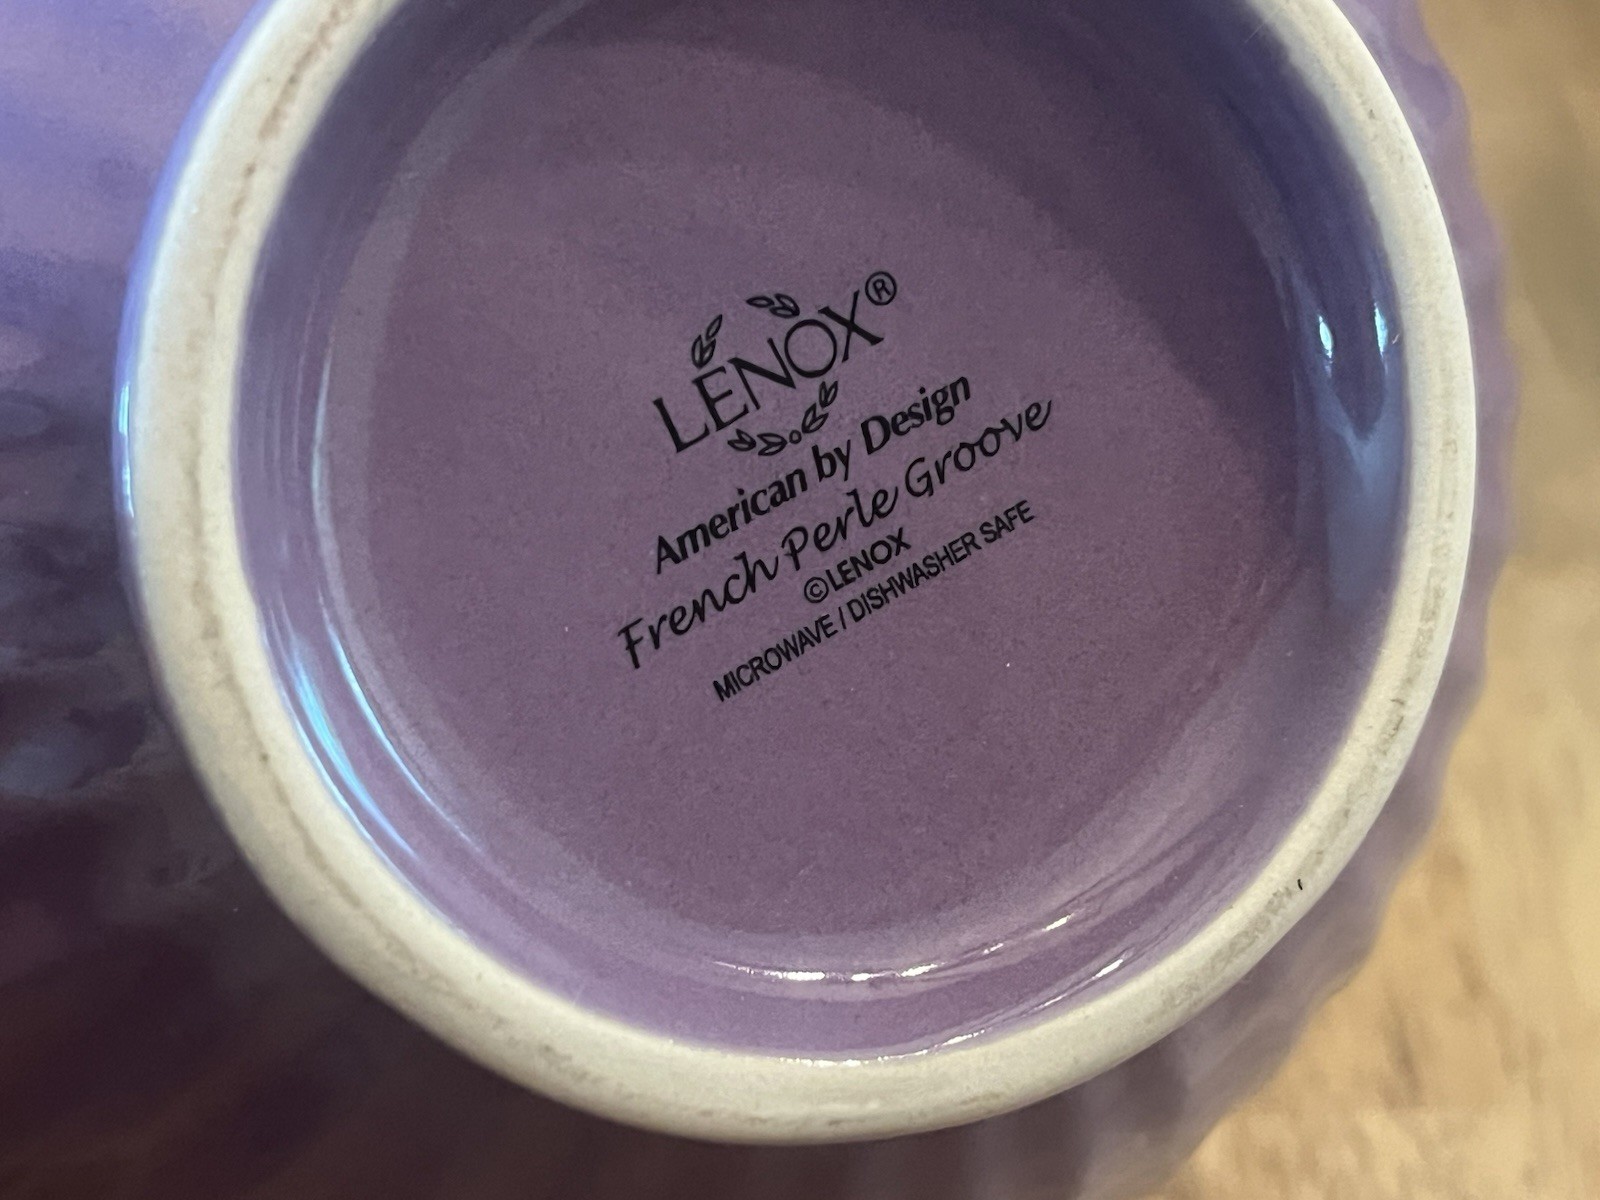 LENOX®
American by Design
French Perle Groove
©LENOX
MICROWAVE / DISHWASHER SAFE